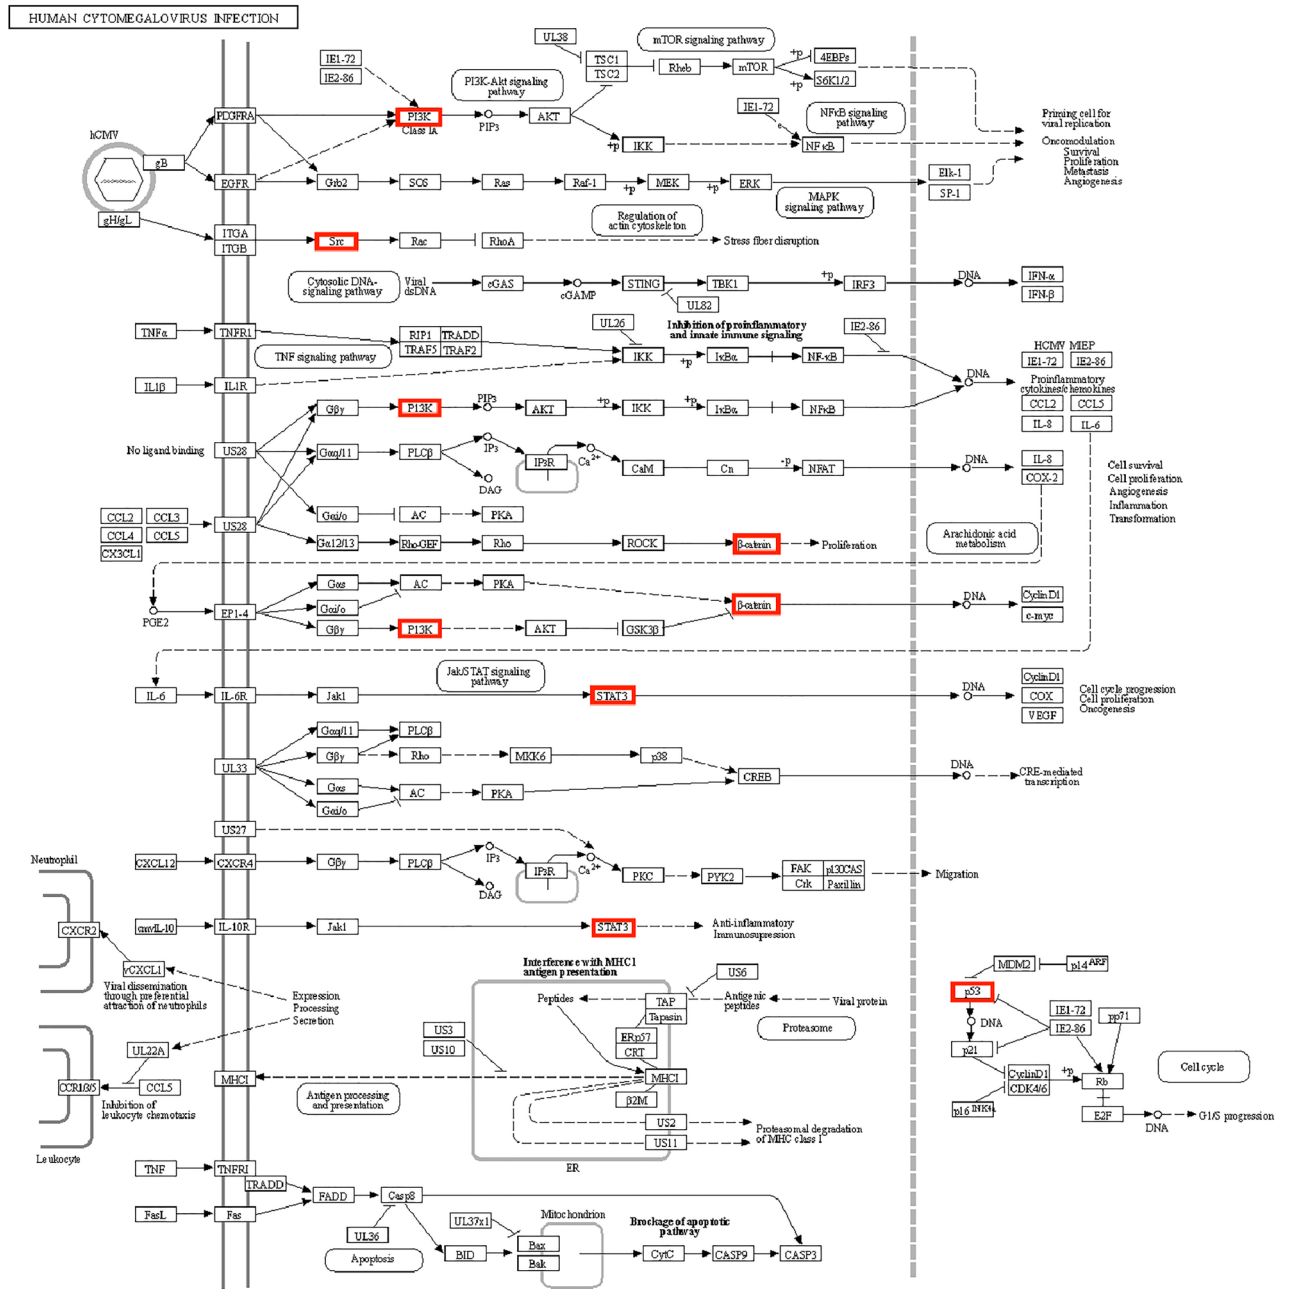 HUMAN CYTOMEGALOVIRUS INFECTION
UL38
mTOR signaling pathway
IE1-72
IE2-86
PI3K-Akt signaling
pathway
TSC1
TSC2
Rheb
mTOR
+p
4EBPs
S6K1/2
+p
IE1-72
NFκB signaling
pathway
Priming cell for
viral replication
PDGFRA
PI3K
Class IA
PIP3
AKT
+p
IKK
NFκB
Oncomodulation
Survival
Proliferation
Metastasis
Angiogenesis
hCMV
gB
EGFR
Grb2
SOS
Ras
Raf-1
+p
MEK
+p
ERK
MAPK
signaling pathway
Elk-1
SP-1
gH/gL
Regulation of
actin cytoskeleton
ITGA
ITGB
Src
Rac
RhoA
Stress fiber disruption
Cytosolic DNA-
signaling pathway
Viral
dsDNA
cGAS
cGAMP
STING
TBK1
+p
IRF3
DNA
IFN-α
IFN-β
UL82
TNFα
TNFR1
TNF signaling pathway
RIP1
TRADD
TRAF5
TRAF2
UL26
Inhibition of proinflammatory
and innate immune signaling
IE2-86
IKK
+p
IκBα
NF-κB
HCMV MIEP
IE1-72
IE2-86
IL1β
IL1R
DNA
Proinflammatory
cytokines/chemokines
CCL2
CCL5
IL-8
IL-6
Gβγ
P13K
PIP3
AKT
+p
IKK
+p
IκBα
NFκB
No ligand binding
US28
Gαq/11
PLCβ
IP3
DAG
IP3R
Ca2+
CaM
Cn
-p
NFAT
DNA
IL-8
COX-2
Cell survival
Cell proliferation
Angiogenesis
Inflammation
Transformation
CCL2
CCL3
CCL4
CCL5
CX3CL1
US28
Gαi/o
AC
PKA
Gα12/13
Rho-GEF
Rho
ROCK
β-catenin
Proliferation
Arachidonic acid
metabolism
PGE2
EP1-4
Gαs
AC
PKA
Gαi/o
Gβγ
P13K
AKT
GSK3β
β-catenin
DNA
CyclinD1
c-myc
Jak/STAT signaling
pathway
IL-6
IL-6R
Jak1
STAT3
DNA
CyclinD1
COX
VEGF
Cell cycle progression
Cell proliferation
Oncogenesis
UL33
Gαq/11
PLCβ
Gβγ
Rho
MKK6
p38
Gαs
AC
PKA
Gαi/o
CREB
DNA
CRE-mediated
transcription
US27
Neutrophil
CXCL12
CXCR4
Gβγ
PLCβ
IP3
DAG
IP3R
Ca2+
PKC
PYK2
FAK
p130CAS
Crk
Paxillin
Migration
CXCR2
cmvIL-10
IL-10R
Jak1
STAT3
Anti-inflammatory
Immunosupression
vCXCL1
Viral dissemination
through preferential
attraction of neutrophils
Expression
Processing
Secretion
Interference with MHC1
antigen presentation
US6
Peptides
TAP
Tapasin
Antigenic
peptides
Viral protein
Proteasome
ERp57
CRT
MHCI
β2M
US2
US11
Proteasomal degradation
of MHC class I
ER
US3
US10
MHCI
Antigen processing
and presentation
UL22A
CCR1/3/5
CCL5
Inhibition of
leukocyte chemotaxis
Leukocyte
MDM2
p14ARF
p53
DNA
IE1-72
IE2-86
pp71
p21
CyclinD1
CDK4/6
+p
Rb
p16INK4A
E2F
DNA
G1/S progression
Cell cycle
TNF
TNFRI
TRADD
FADD
Casp8
FasL
Fas
UL36
Apoptosis
UL37x1
Mitochondrion
BID
Bax
Bak
Brockage of apoptotic
pathway
CytC
CASP9
CASP3